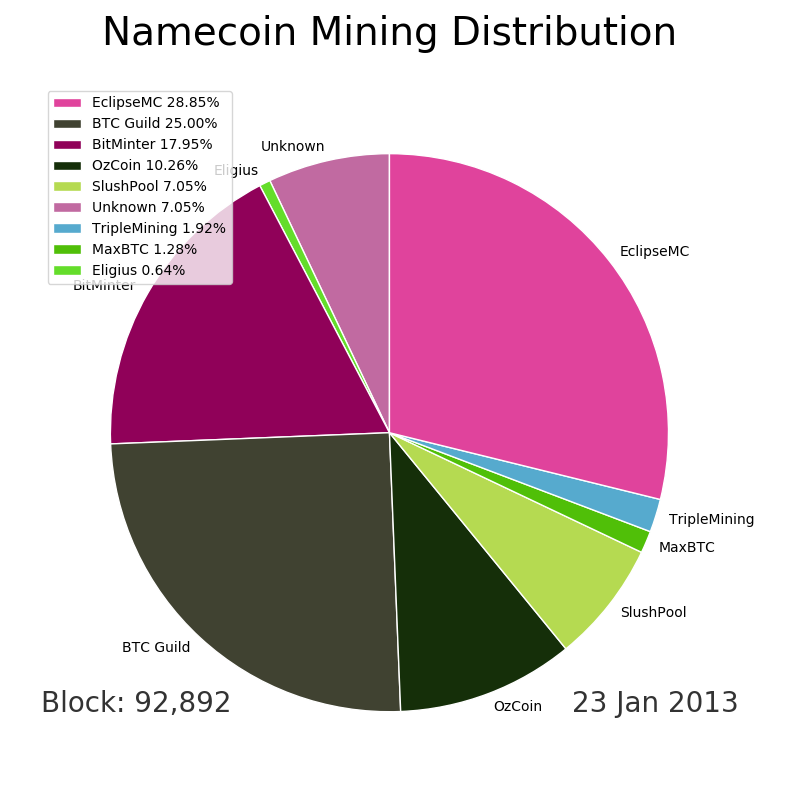 Namecoin Mining Distribution
EclipseMC 28.85%
BTC Guild 25.00%
BitMinter 17.95%
OzCoin 10.26%
SlushPool 7.05%
Unknown 7.05%
TripleMining 1.92%
MaxBTC 1.28%
Eligius 0.64%
Unknown
Eligius
EclipseMC
BitMinter
TripleMining
MaxBTC
SlushPool
BTC Guild
OzCoin
Block: 92,892
23 Jan 2013